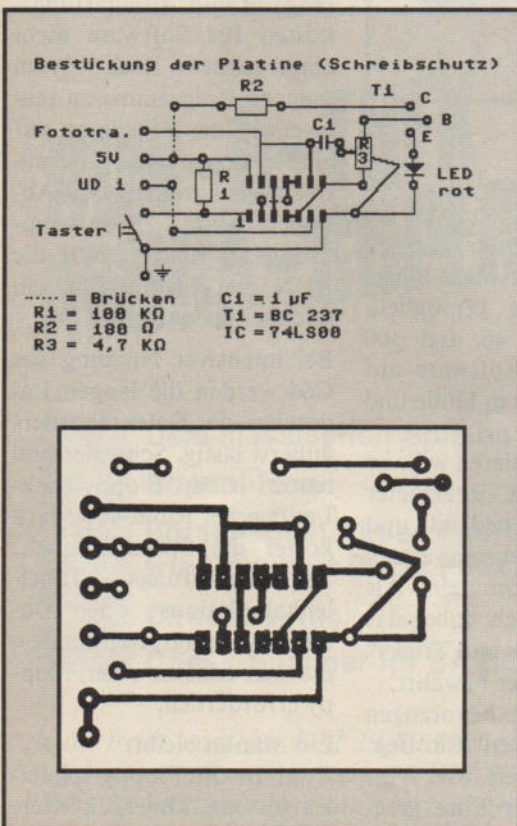 Bestückung der Platine (Schreibschutz)
R2
T1
C
Fototra.
C1
B
E
5V
R
3
UD 1
R
1
LED
rot
Taster
1
..... = Brücken
R1 = 100 KΩ
R2 = 180 Ω
R3 = 4,7 KΩ
C1 = 1 µF
T1 = BC 237
IC = 74LS00